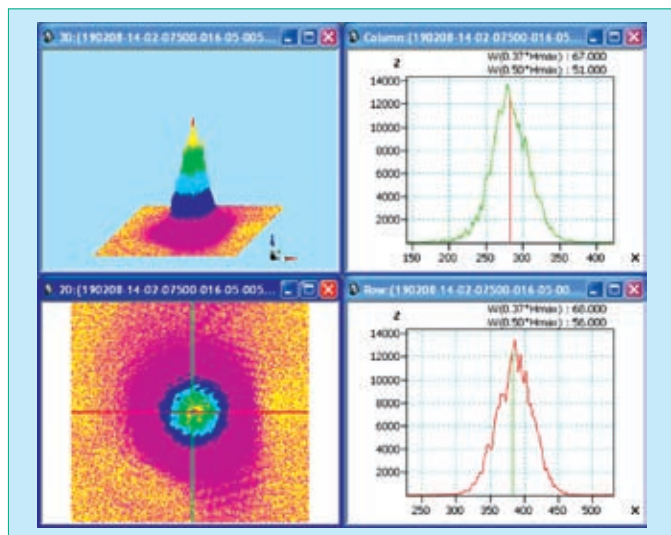 3D:(190208-14-02-07500-016-05-005...
Column:(190208-14-02-07500-016-05...
Z
W(0.37*Hmax) : 67.000
W(0.50*Hmax) : 51.000
14000
12000
10000
8000
6000
4000
2000
150 200 250 300 350 400 X
2D:(190208-14-02-07500-016-05-005...
Row:(190208-14-02-07500-016-05-00...
Z
W(0.37*Hmax) : 68.000
W(0.50*Hmax) : 56.000
14000
12000
10000
8000
6000
4000
2000
250 300 350 400 450 500 X